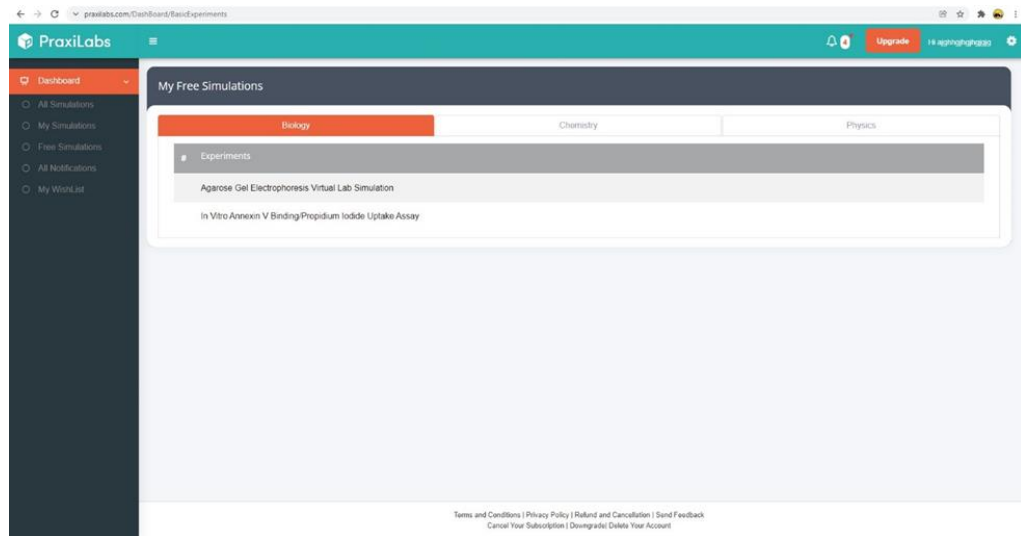 praxilabs.com/DashBoard/BasicExperiments
PraxiLabs
4
Upgrade
Dashboard
My Free Simulations
All Simulations
My Simulations
Free Simulations
All Notifications
My WishList
Biology
Chemistry
Physics
#
Experiments
Agarose Gel Electrophoresis Virtual Lab Simulation
In Vitro Annexin V Binding/Propidium Iodide Uptake Assay
Terms and Conditions | Privacy Policy | Refund and Cancellation | Send Feedback
Cancel Your Subscription | Downgrade| Delete Your Account